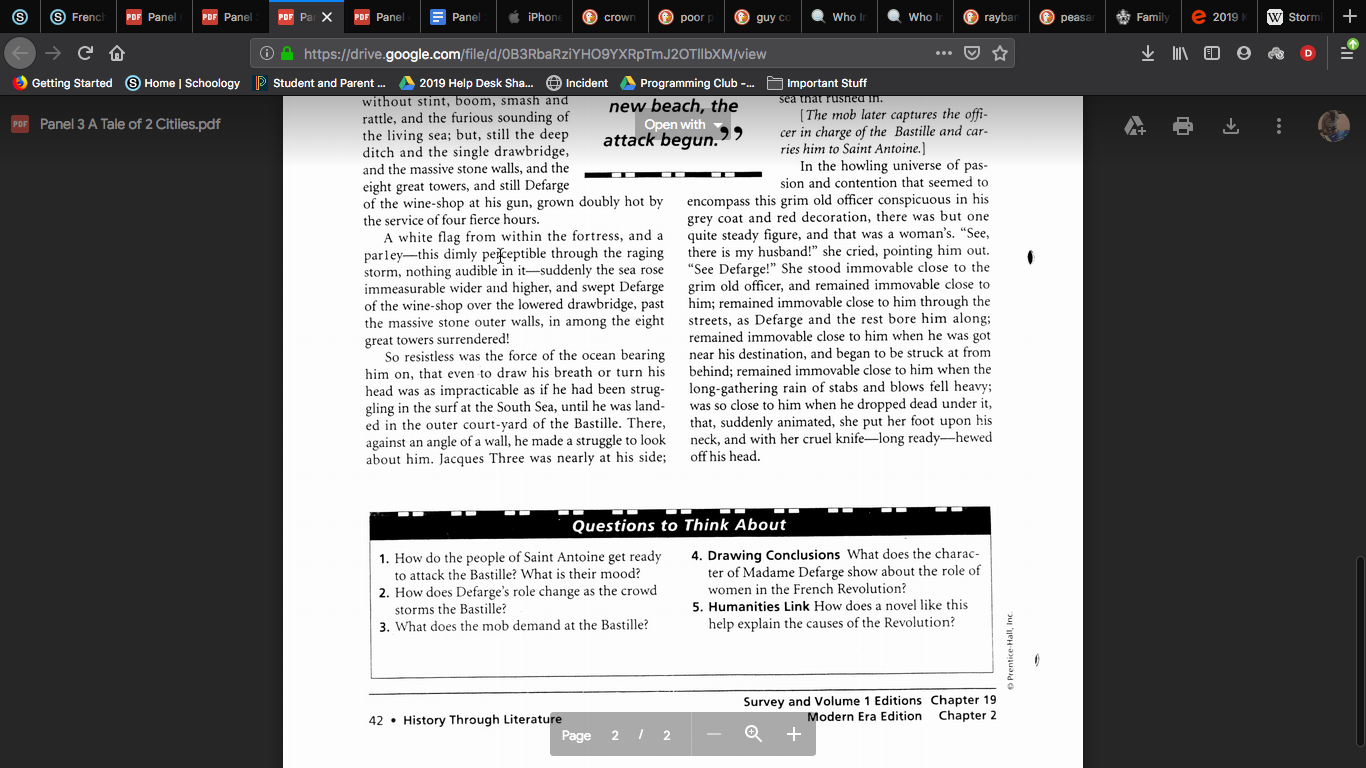 French
Panel
Panel
Pa
Panel
Panel
iPhone
crown
poor p
guy co
Who In
Who In
rayban
peasar
Family
2019
Stormi
https://drive.google.com/file/d/0B3RbaRziYHO9YXRpTmJ2OTllbXM/view
Getting Started
Home | Schoology
Student and Parent ...
2019 Help Desk Sha...
Incident
Programming Club -...
Important Stuff
PDF Panel 3 A Tale of 2 CItIies.pdf
Open with
without stint, boom, smash and
rattle, and the furious sounding of
the living sea; but, still the deep
ditch and the single drawbridge,
and the massive stone walls, and the
eight great towers, and still Defarge
of the wine-shop at his gun, grown doubly hot by
the service of four fierce hours.
A white flag from within the fortress, and a
parley—this dimly perceptible through the raging
storm, nothing audible in it—suddenly the sea rose
immeasurable wider and higher, and swept Defarge
of the wine-shop over the lowered drawbridge, past
the massive stone outer walls, in among the eight
great towers surrendered!
So resistless was the force of the ocean bearing
him on, that even to draw his breath or turn his
head was as impracticable as if he had been strug-
gling in the surf at the South Sea, until he was land-
ed in the outer court-yard of the Bastille. There,
against an angle of a wall, he made a struggle to look
about him. Jacques Three was nearly at his side;
new beach, the
attack begun.”
sea that rushed in.
[The mob later captures the offi-
cer in charge of the Bastille and car-
ries him to Saint Antoine.]
In the howling universe of pas-
sion and contention that seemed to
encompass this grim old officer conspicuous in his
grey coat and red decoration, there was but one
quite steady figure, and that was a woman's. “See,
there is my husband!” she cried, pointing him out.
“See Defarge!” She stood immovable close to the
grim old officer, and remained immovable close to
him; remained immovable close to him through the
streets, as Defarge and the rest bore him along;
remained immovable close to him when he was got
near his destination, and began to be struck at from
behind; remained immovable close to him when the
long-gathering rain of stabs and blows fell heavy;
was so close to him when he dropped dead under it,
that, suddenly animated, she put her foot upon his
neck, and with her cruel knife—long ready—hewed
off his head.
Questions to Think About
1. How do the people of Saint Antoine get ready
to attack the Bastille? What is their mood?
2. How does Defarge's role change as the crowd
storms the Bastille?
3. What does the mob demand at the Bastille?
4. Drawing Conclusions What does the charac-
ter of Madame Defarge show about the role of
women in the French Revolution?
5. Humanities Link How does a novel like this
help explain the causes of the Revolution?
© Prentice-Hall, Inc.
Survey and Volume 1 Editions Chapter 19
42 • History Through Literature
Modern Era Edition Chapter 2
Page 2 / 2